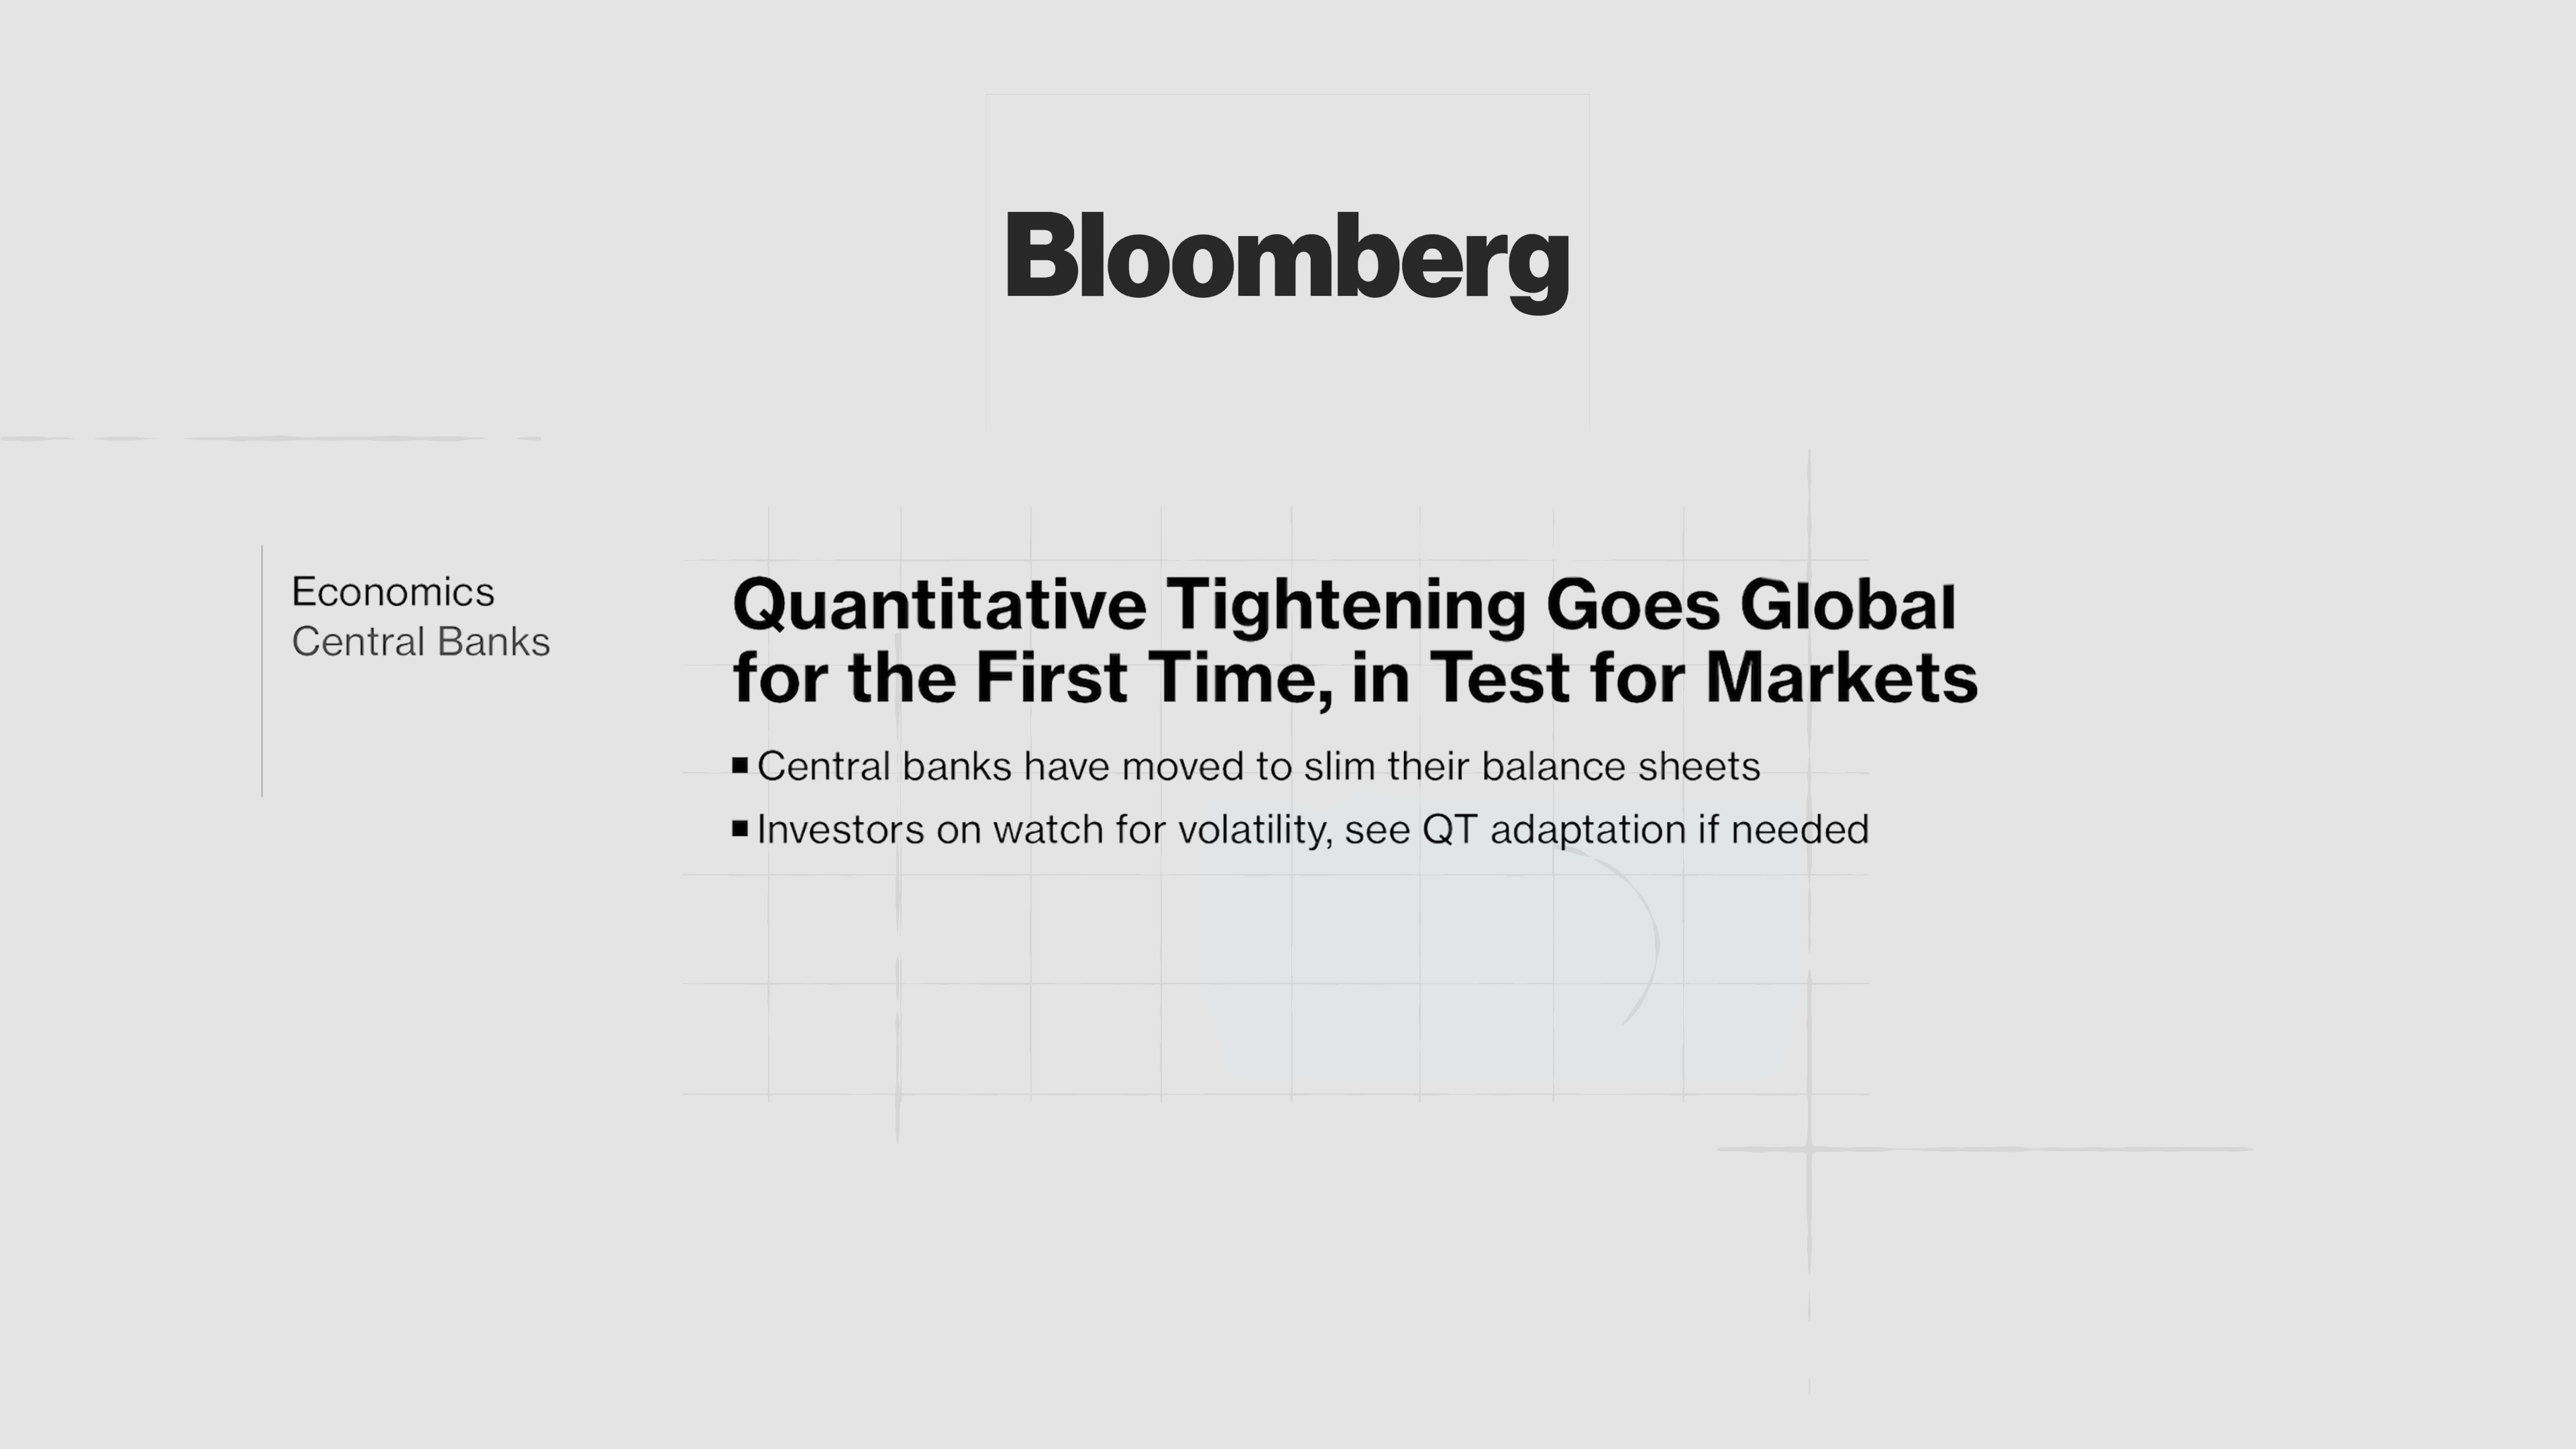 Bloomberg
Economics
Central Banks
Quantitative Tightening Goes Global
for the First Time, in Test for Markets
■ Central banks have moved to slim their balance sheets
■ Investors on watch for volatility, see QT adaptation if needed